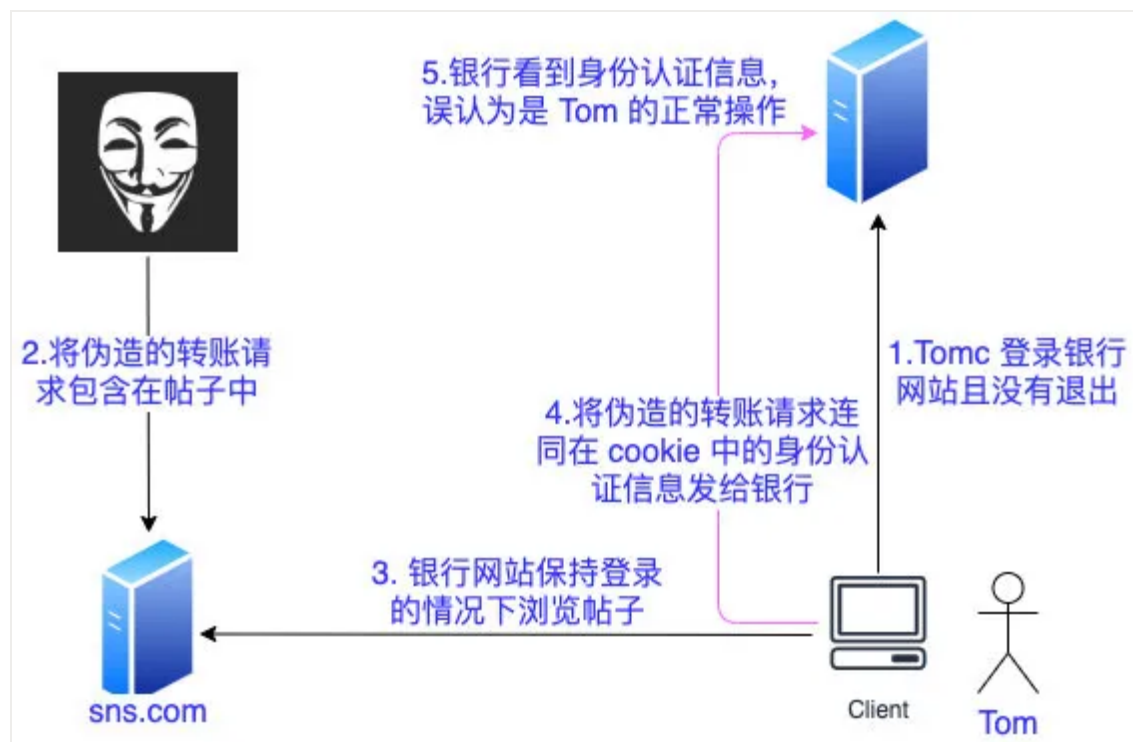 5.银行看到身份认证信息,
误认为是 Tom 的正常操作
2.将伪造的转账请
求包含在帖子中
1.Tomc 登录银行
网站且没有退出
4.将伪造的转账请求连
同在 cookie 中的身份认
证信息发给银行
3. 银行网站保持登录
的情况下浏览帖子
sns.com
Client
Tom